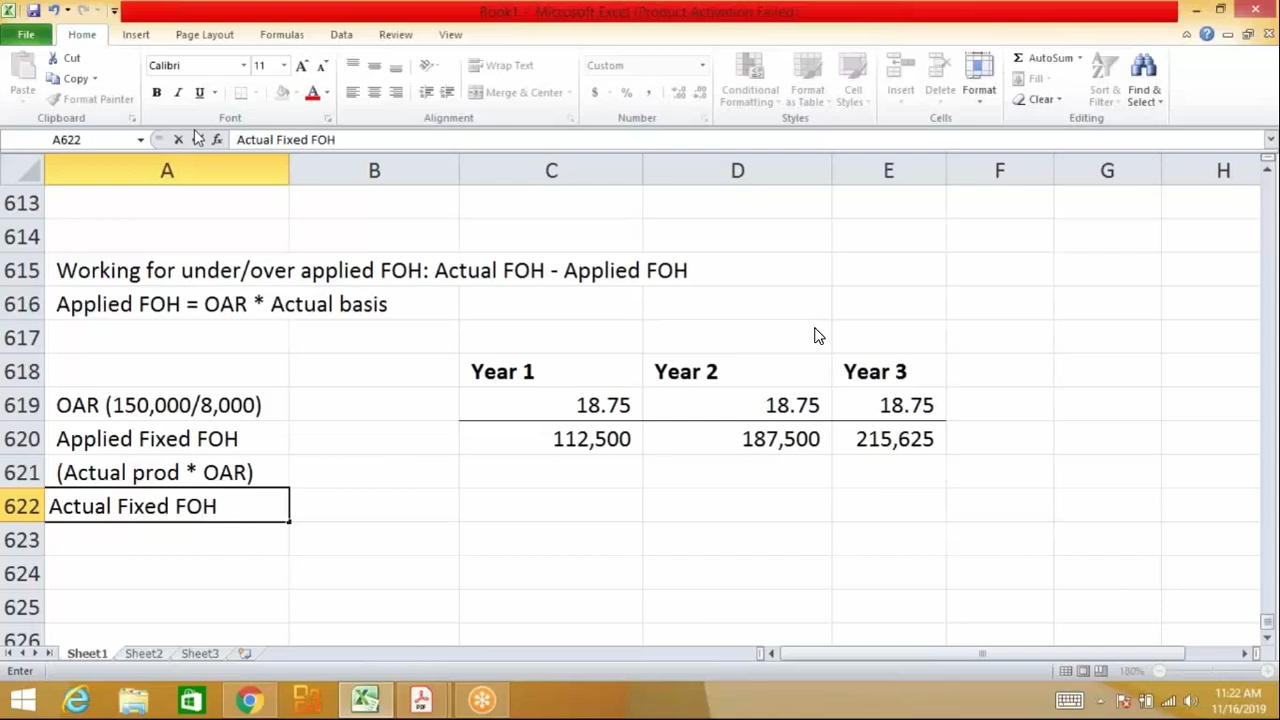 Book1 - Microsoft Excel (Product Activation Failed)
File Home Insert Page Layout Formulas Data Review View
Paste
Cut
Copy
Format Painter
Clipboard
Calibri 11
B I U A
Font
Wrap Text
Merge & Center
Alignment
Custom
$ % ,
Number
Conditional Formatting
Format as Table
Cell Styles
Styles
Insert
Delete
Format
Cells
Σ AutoSum
Fill
Clear
Sort & Filter
Find & Select
Editing
A622 fx Actual Fixed FOH
A B C D E F G H
613
614
615 Working for under/over applied FOH: Actual FOH - Applied FOH
616 Applied FOH = OAR * Actual basis
617
618 Year 1 Year 2 Year 3
619 OAR (150,000/8,000) 18.75 18.75 18.75
620 Applied Fixed FOH 112,500 187,500 215,625
621 (Actual prod * OAR)
622 Actual Fixed FOH
623
624
625
626
Sheet1 Sheet2 Sheet3
Enter 180%
11:22 AM
11/16/2019